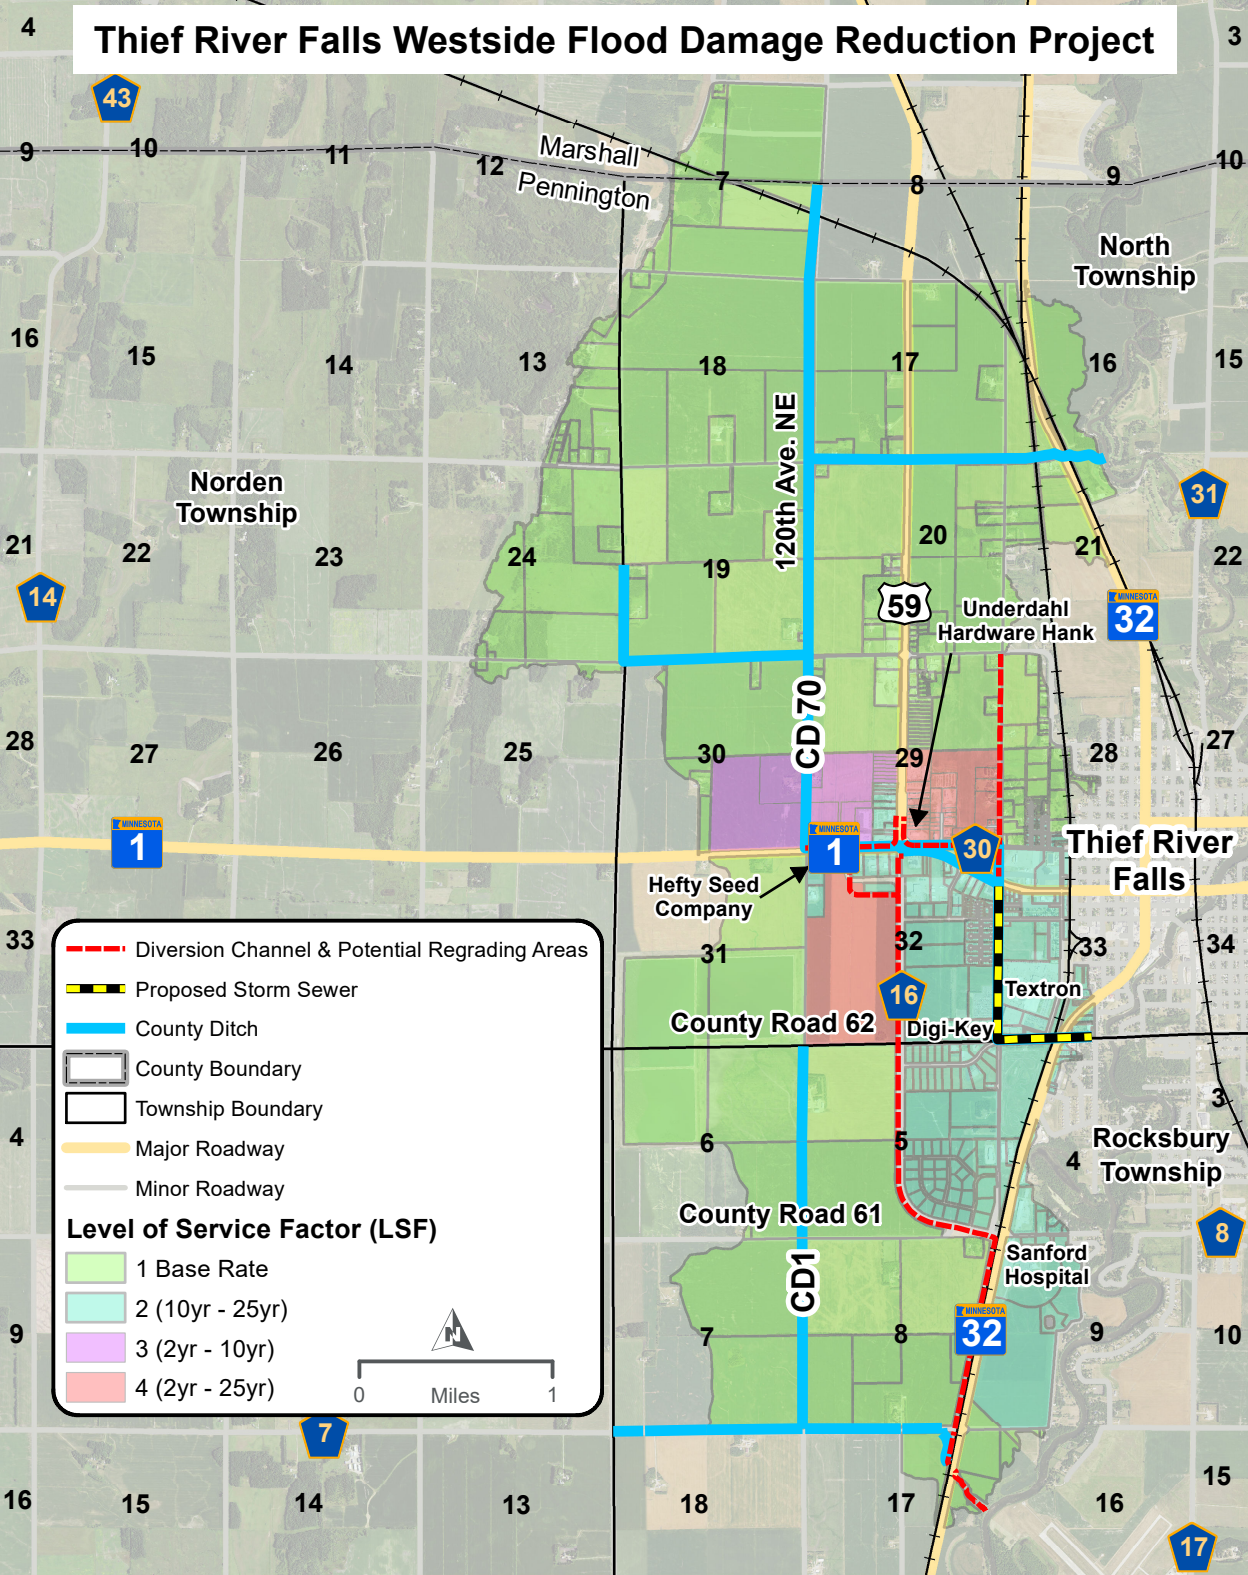 Thief River Falls Westside Flood Damage Reduction Project
4
3
43
9
10
11
12
Marshall
Pennington
7
8
9
10
North
Township
16
15
14
13
18
17
16
15
120th Ave. NE
Norden
Township
31
21
22
23
24
19
20
21
22
14
59
Underdahl
Hardware Hank
MINNESOTA
32
CD 70
28
27
26
25
30
29
28
27
MINNESOTA
1
MINNESOTA
1
30
Thief River
Falls
Hefty Seed
Company
33
31
32
33
34
16
Textron
County Road 62
Digi-Key
Diversion Channel & Potential Regrading Areas
Proposed Storm Sewer
County Ditch
County Boundary
Township Boundary
Major Roadway
Minor Roadway
Level of Service Factor (LSF)
1 Base Rate
2 (10yr - 25yr)
3 (2yr - 10yr)
4 (2yr - 25yr)
N
0
Miles
1
3
4
6
5
4
Rocksbury
Township
County Road 61
8
CD1
Sanford
Hospital
MINNESOTA
32
9
7
8
9
10
7
16
15
14
13
18
17
16
15
17